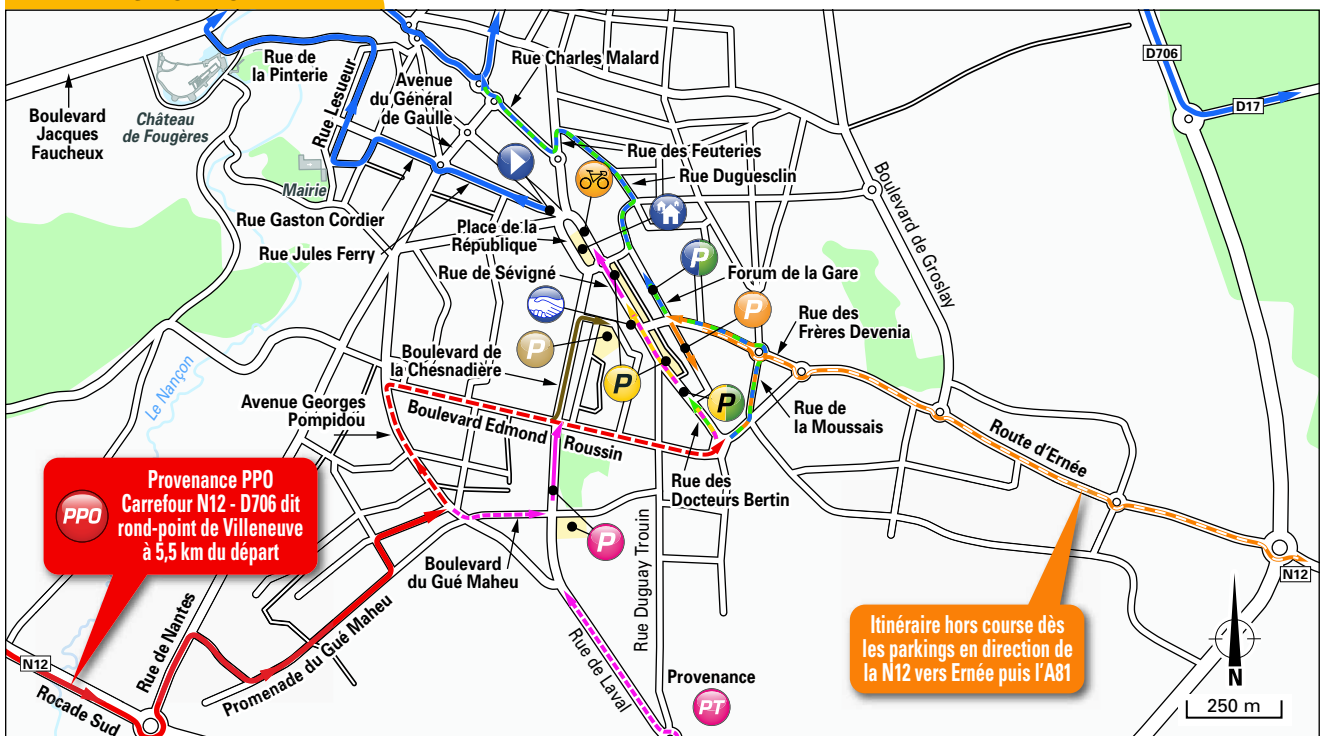 D706
D17
Rue Charles Malard
Rue de
la Pinterie
Avenue
du Général
de Gaulle
Boulevard
Jacques
Faucheux
Château
de Fougères
Rue Lesueur
Rue des Feuteries
Rue Duguesclin
Mairie
Boulevard de Groslay
Rue Gaston Cordier
Place de la
République
Rue Jules Ferry
P
Rue de Sévigné
Forum de la Gare
P
Rue des
Frères Devenia
P
Boulevard de
la Chesnadière
Le Nançon
P
P
Avenue Georges
Pompidou
Boulevard Edmond Roussin
Rue de
la Moussais
Route d'Ernée
Rue des
Docteurs Bertin
PPO
Provenance PPO
Carrefour N12 - D706 dit
rond-point de Villeneuve
à 5,5 km du départ
P
Boulevard
du Gué Maheu
Rue Duguay Trouin
N12
Rue de Nantes
Promenade du Gué Maheu
Rue de Laval
Itinéraire hors course dès
les parkings en direction de
la N12 vers Ernée puis l'A81
N12
Rocade Sud
Provenance
PT
N
250 m